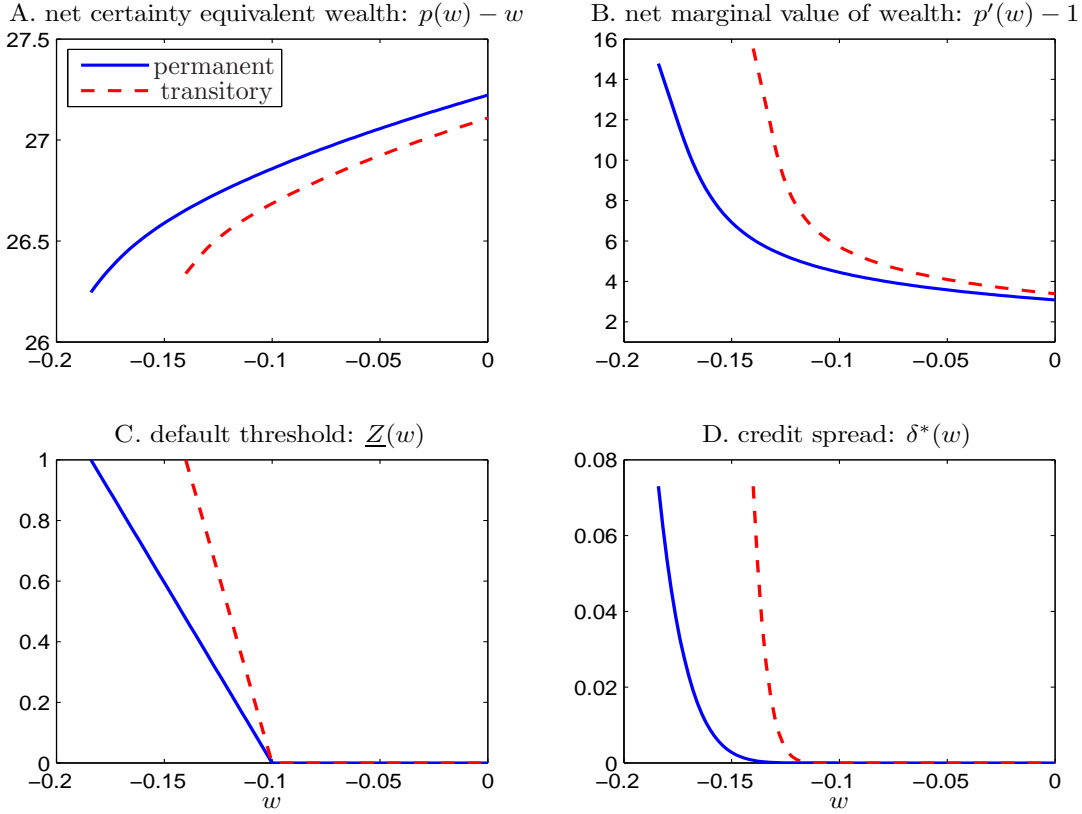 A. net certainty equivalent wealth: p(w) − w
27.5
27
26.5
26
−0.2 −0.15 −0.1 −0.05 0
permanent
transitory
B. net marginal value of wealth: p′(w) − 1
16
14
12
10
8
6
4
2
−0.2 −0.15 −0.1 −0.05 0
C. default threshold: Z(w)
1
0.8
0.6
0.4
0.2
0
−0.2 −0.15 −0.1 −0.05 0
w
D. credit spread: δ*(w)
0.08
0.06
0.04
0.02
0
−0.2 −0.15 −0.1 −0.05 0
w